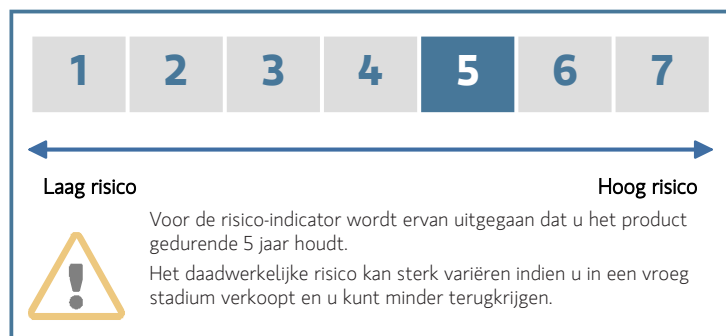 1 2 3 4 5 6 7
Laag risico Hoog risico
Voor de risico-indicator wordt ervan uitgegaan dat u het product
gedurende 5 jaar houdt.
Het daadwerkelijke risico kan sterk variëren indien u in een vroeg
stadium verkoopt en u kunt minder terugkrijgen.